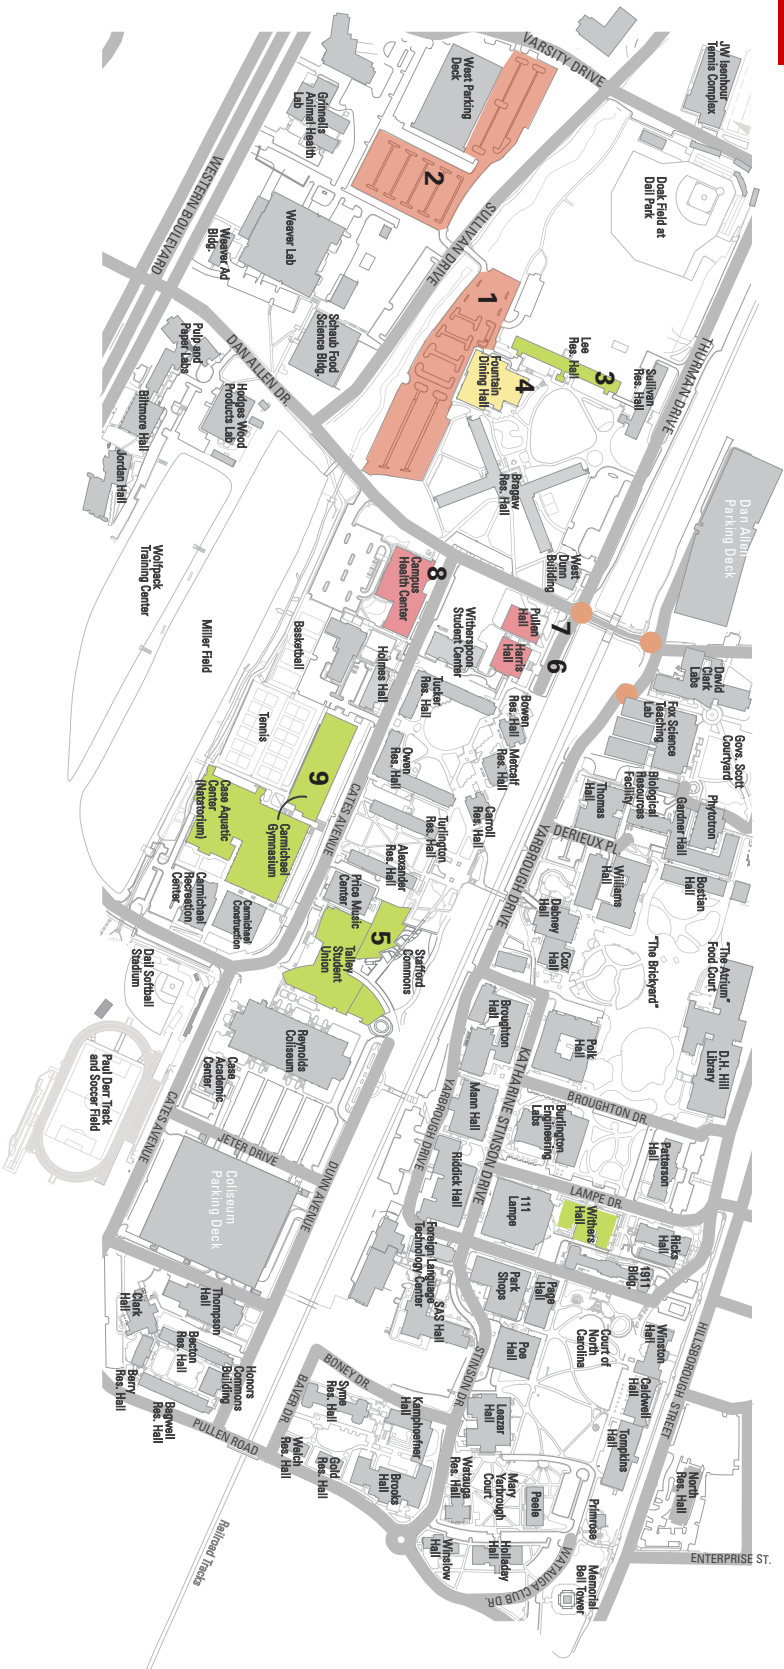 JW Isenhour
Tennis Complex
VARSITY DRIVE
West Parking
Deck
Grinnells
Animal Health
Lab
2
Doak Field at
Dail Park
WESTERN BOULEVARD
Weaver Lab
Weaver Ad
Bldg.
SULLIVAN DRIVE
1
Schaub Food
Science Bldg.
Pulp and
Paper Labs
DAN ALLEN DR.
Hodges Wood
Products Lab
Biltmore Hall
Jordan Hall
Fountain
Dining Hall
4
Lee
Res. Hall
3
Sullivan
Res. Hall
THURMAN DRIVE
Bragaw
Res. Hall
Dan Allen
Parking Deck
West
Dunn
Building
Wolfpack
Training Center
Miller Field
Campus
Health Center
8
Basketball
Holmes Hall
Witherspoon
Student Center
Pullen
Hall
7
Harris
Hall
6
David
Clark
Labs
Fox Science
Teaching
Lab
Govs. Scott
Courtyard
Tucker
Res. Hall
Bowen
Res. Hall
Metcalf
Res. Hall
Owen
Res. Hall
Tennis
9
CATES AVENUE
Turlington
Res. Hall
Carroll
Res. Hall
Alexander
Res. Hall
Thomas
Hall
Biological
Resources
Facility
Gardner Hall
Phytotron
Bostian
Hall
DERIEUX PL.
Williams
Hall
YARBROUGH DRIVE
Case Aquatic
Center
(Natatorium)
Carmichael
Gymnasium
Carmichael
Recreation
Center
Carmichael
Construction
Price Music
Center
5
Talley
Student
Union
Stafford
Commons
Dabney
Hall
Cox
Hall
"The Brickyard"
"The Atrium"
Food Court
D.H. Hill
Library
Dail Softball
Stadium
Paul Derr Track
and Soccer Field
Reynolds
Coliseum
Case
Academic
Center
Broughton
Hall
Polk
Hall
KATHARINE STINSON DRIVE
Mann Hall
YARBROUGH DRIVE
Burlington
Engineering
Labs
BROUGHTON DR.
Patterson
Hall
CATES AVENUE
JETER DRIVE
Coliseum
Parking Deck
DUNN AVENUE
Riddick Hall
111
Lampe
LAMPE DR.
Withers
Hall
Ricks
Hall
1911
Bldg.
Foreign Language
Technology Center
SAS Hall
Park
Shops
Page
Hall
Poe
Hall
Court of
North
Carolina
Winston
Hall
Caldwell
Hall
Tompkins
Hall
HILLSBOROUGH STREET
Thompson
Hall
Clark
Hall
Becton
Res. Hall
Berry
Res. Hall
Bagwell
Res. Hall
Honors
Commons
Building
PULLEN ROAD
BONEY DR.
BAVER DR.
Syme
Res. Hall
Gold
Res. Hall
Welch
Res. Hall
Kamphoefner
Hall
Brooks
Hall
STINSON DR.
Leazar
Hall
Watauga
Res. Hall
Mary
Yarbrough
Court
Peele
Primrose
North
Res. Hall
Winslow
Hall
Holladay
Hall
WATAUGA CLUB DR.
Memorial
Bell Tower
ENTERPRISE ST.
Railroad Tracks